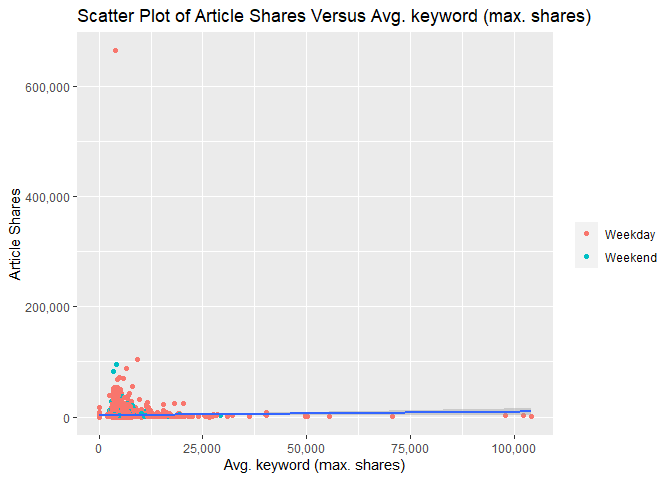 Scatter Plot of Article Shares Versus Avg. keyword (max. shares)
600,000
400,000
200,000
0
Article Shares
Weekday
Weekend
0 25,000 50,000 75,000 100,000
Avg. keyword (max. shares)